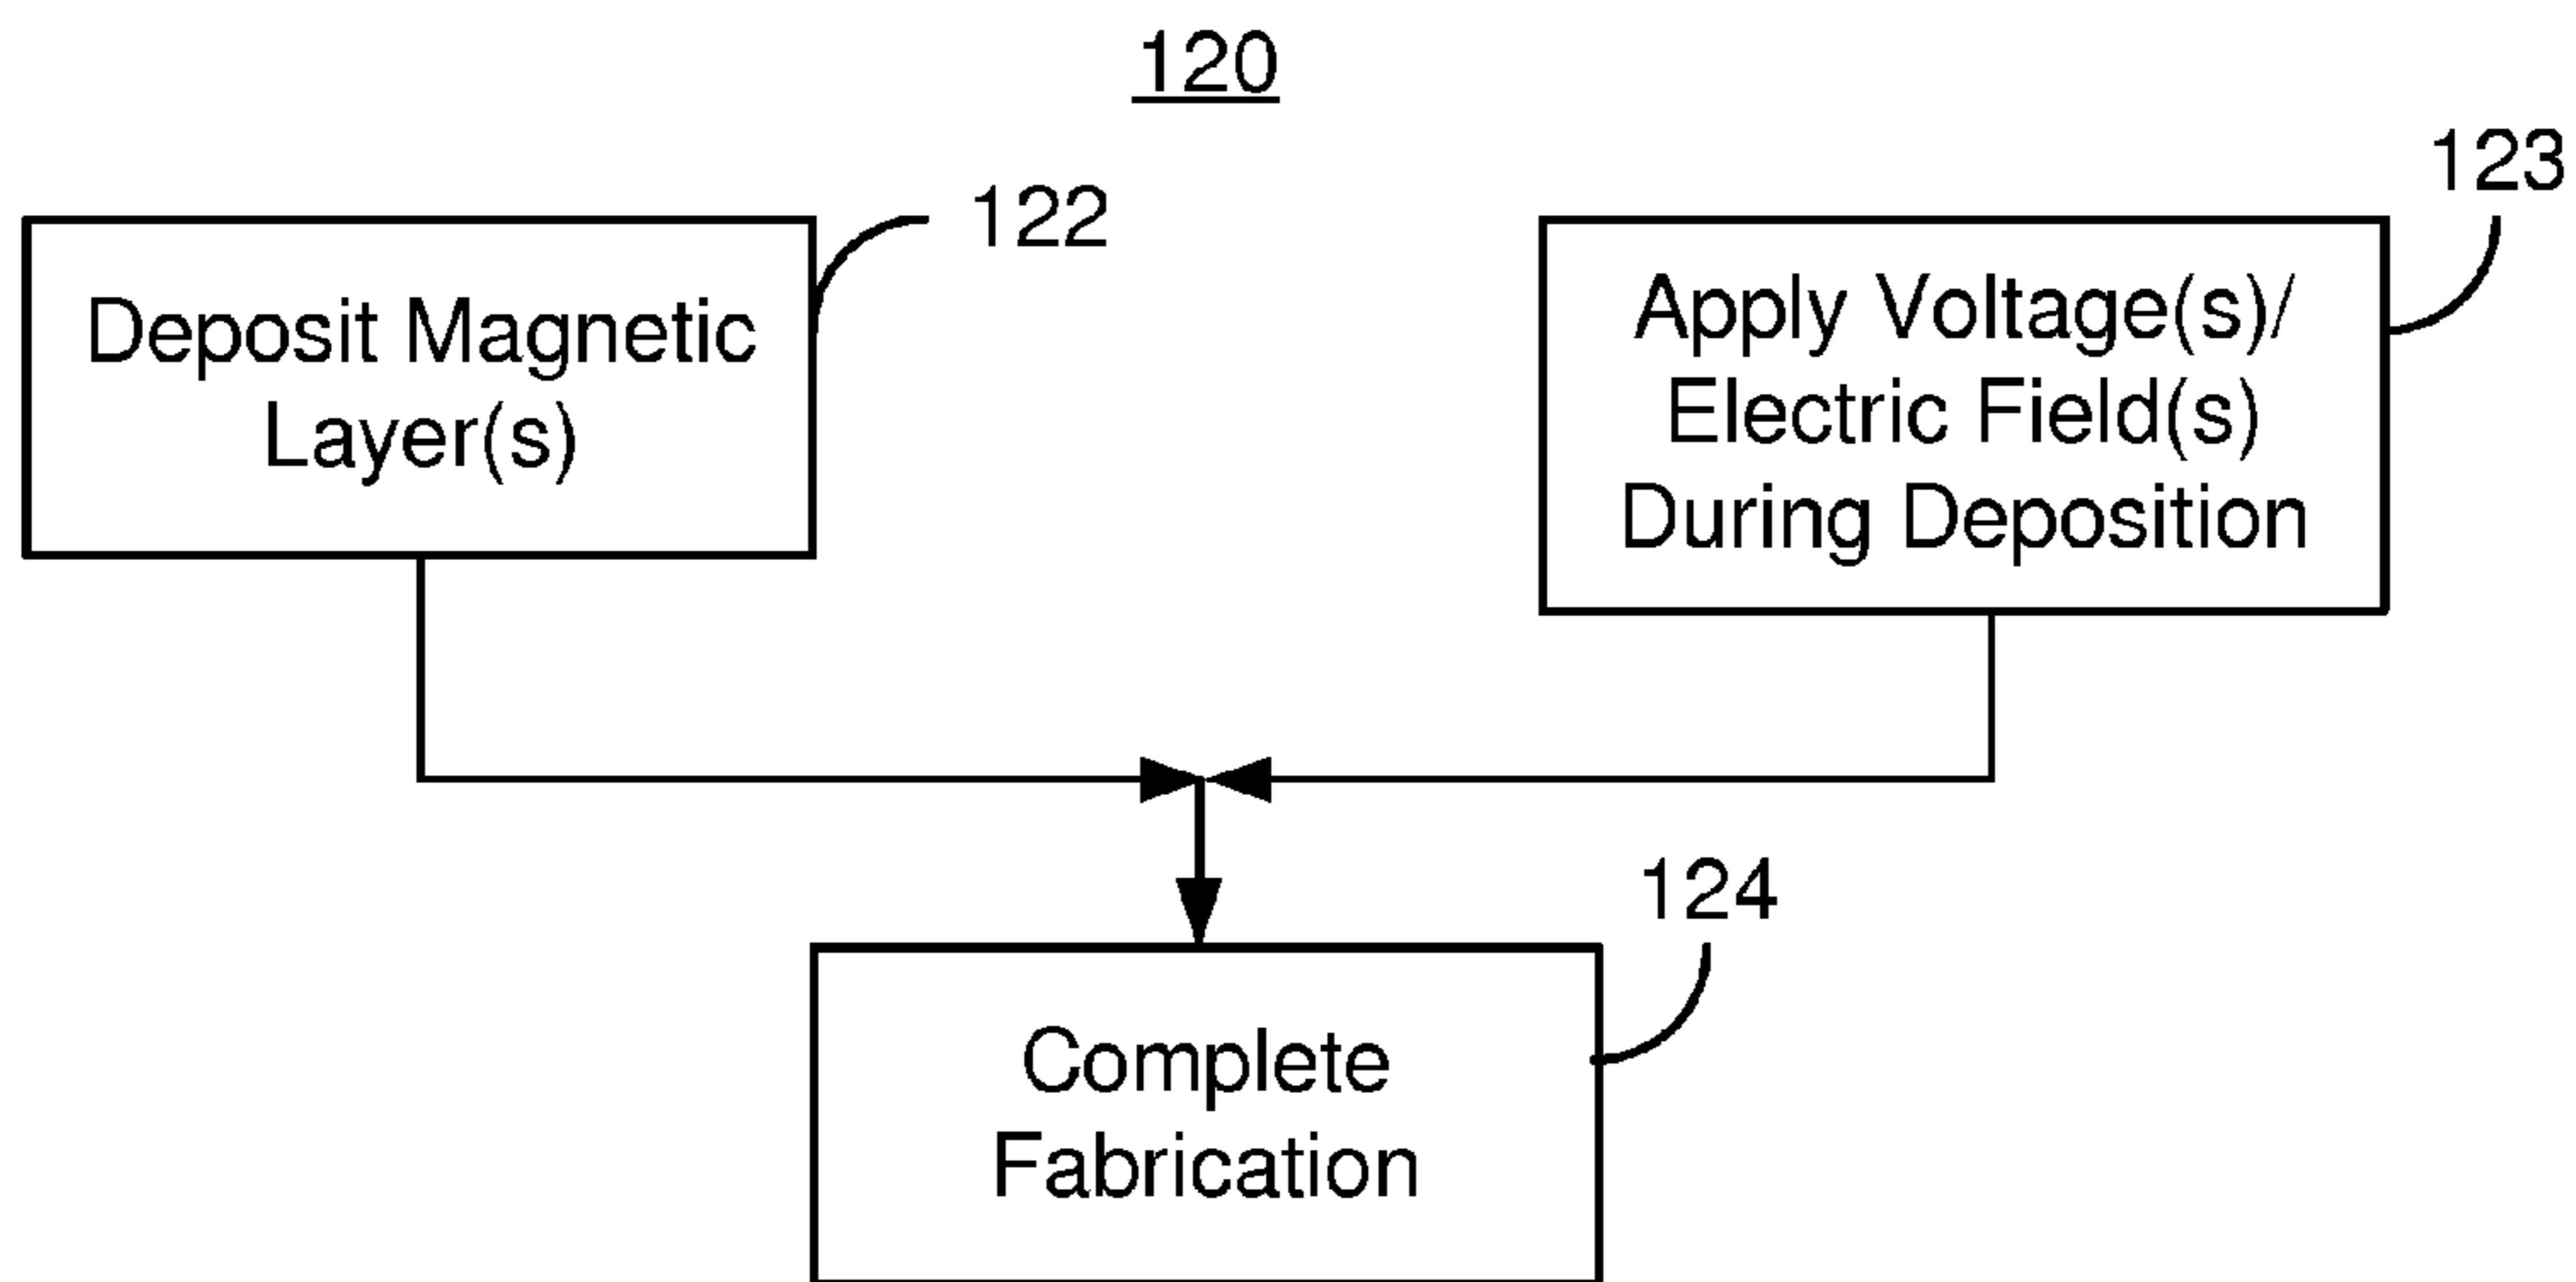 120
122
123
Deposit Magnetic
Layer(s)
Apply Voltage(s)/
Electric Field(s)
During Deposition
124
Complete
Fabrication